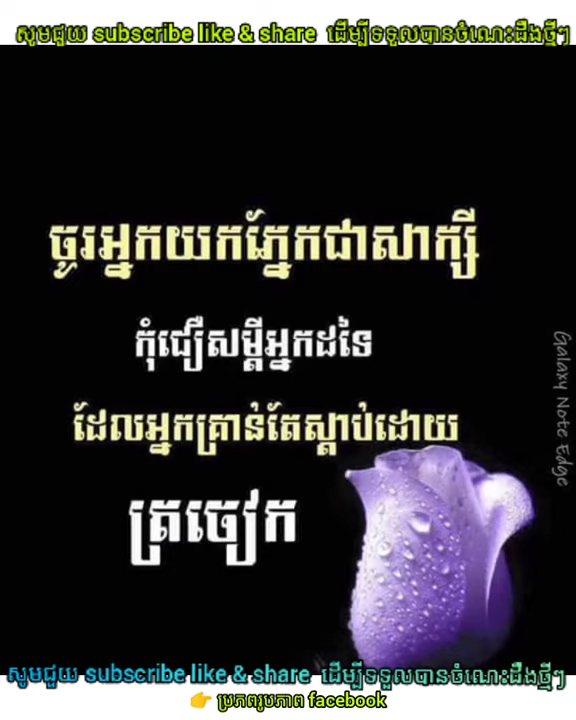 សូមជួយ subscribe like & share ដើម្បីទទួលបានចំណេះដឹងថ្មីៗ
ចូរអ្នកយកភ្នែកជាសាក្សី
កុំជឿសម្ដីអ្នកដទៃ
ដែលអ្នកគ្រាន់តែស្ដាប់ដោយ
ត្រចៀក
Galaxy Note Edge
សូមជួយ subscribe like & share ដើម្បីទទួលបានចំណេះដឹងថ្មីៗ
👉 ប្រភពរូបភាព facebook